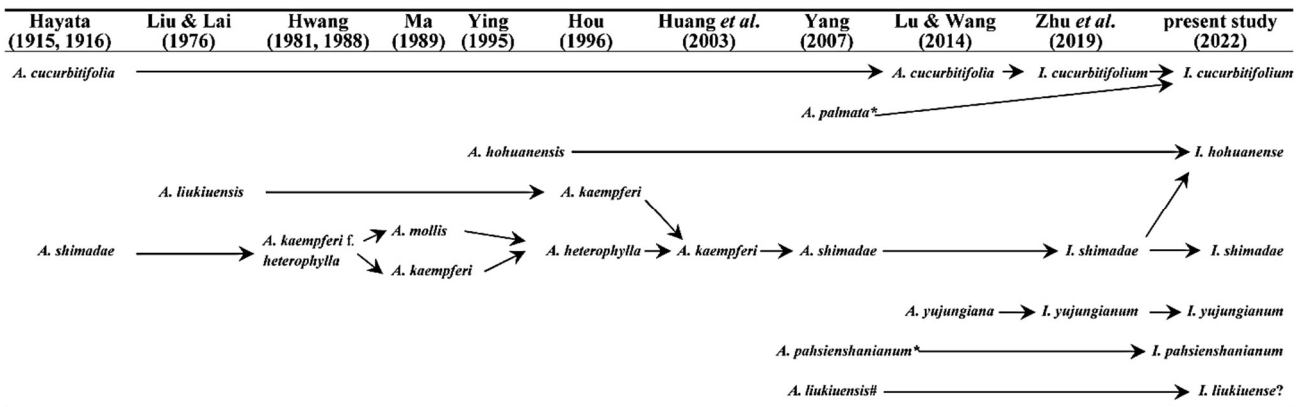 Hayata Liu & Lai Hwang Ma Ying Hou Huang et al. Yang Lu & Wang Zhu et al. present study
(1915, 1916) (1976) (1981, 1988) (1989) (1995) (1996) (2003) (2007) (2014) (2019) (2022)
A. cucurbitifolia A. cucurbitifolia I. cucurbitifolium I. cucurbitifolium
A. palmata*
A. hohuanensis I. hohuanense
A. liukiuensis A. kaempferi
A. mollis
A. shimadae A. kaempferi f. A. heterophylla A. kaempferi A. shimadae I. shimadae I. shimadae
heterophylla
A. kaempferi
A. yujungiana I. yujungianum I. yujungianum
A. pahsienshanianum* I. pahsienshanianum
A. liukiuensis# I. liukiuense?